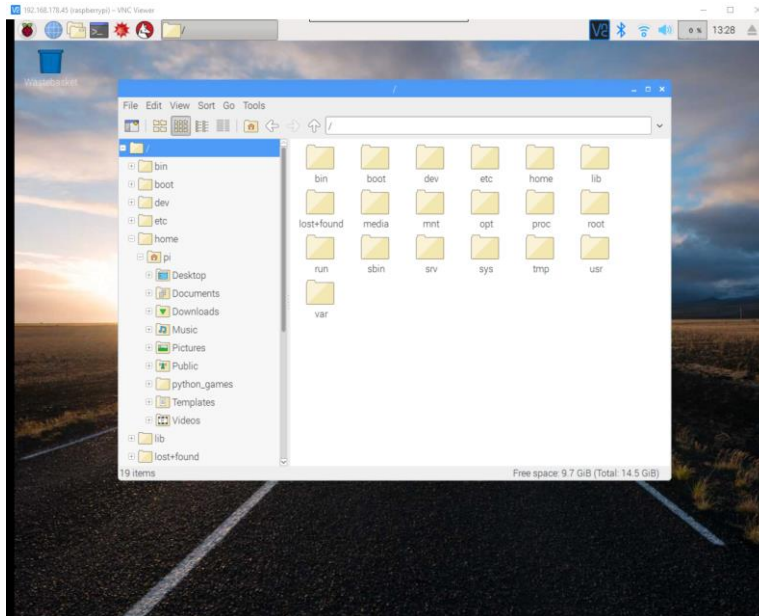 192.168.178.45 (raspberrypi) – VNC Viewer
/
0 %
13:28
Wastebasket
/
File Edit View Sort Go Tools
/
/
bin
boot
dev
etc
home
pi
Desktop
Documents
Downloads
Music
Pictures
Public
python_games
Templates
Videos
lib
lost+found
bin boot dev etc home lib
lost+found media mnt opt proc root
run sbin srv sys tmp usr
var
19 items
Free space: 9.7 GiB (Total: 14.5 GiB)